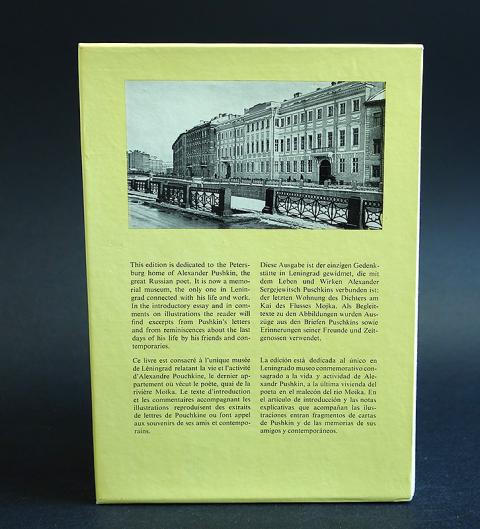 This edition is dedicated to the Peters-
burg home of Alexander Pushkin, the
great Russian poet. It is now a memo-
rial museum, the only one in Lenin-
grad connected with his life and work.
In the introductory essay and in com-
ments on illustrations the reader will
find excerpts from Pushkin's letters
and from reminiscences about the last
days of his life by his friends and con-
temporaries.
Diese Ausgabe ist der einzigen Gedenk-
stätte in Leningrad gewidmet, die mit
dem Leben und Wirken Alexander
Sergejewitsch Puschkins verbunden ist:
der letzten Wohnung des Dichters am
Kai des Flusses Mojka. Als Begleit-
texte zu den Abbildungen wurden Aus-
züge aus den Briefen Puschkins sowie
Erinnerungen seiner Freunde und Zeit-
genossen verwendet.
Ce livre est consacré à l'unique musée
de Léningrad relatant la vie et l'activité
d'Alexandre Pouchkine, le dernier ap-
partement où vécut le poète, quai de la
rivière Moïka. Le texte d'introduction
et les commentaires accompagnant les
illustrations reproduisent des extraits
de lettres de Pouchkine ou font appel
aux souvenirs de ses amis et contempo-
rains.
La edición está dedicada al único en
Leningrado museo conmemorativo con-
sagrado a la vida y actividad de Ale-
xandr Pushkin, a la última vivienda del
poeta en el malecón del río Moika. En
el artículo de introducción y las notas
explicativas que acompañan las ilus-
traciones entran fragmentos de cartas
de Pushkin y de las memorias de sus
amigos y contemporáneos.